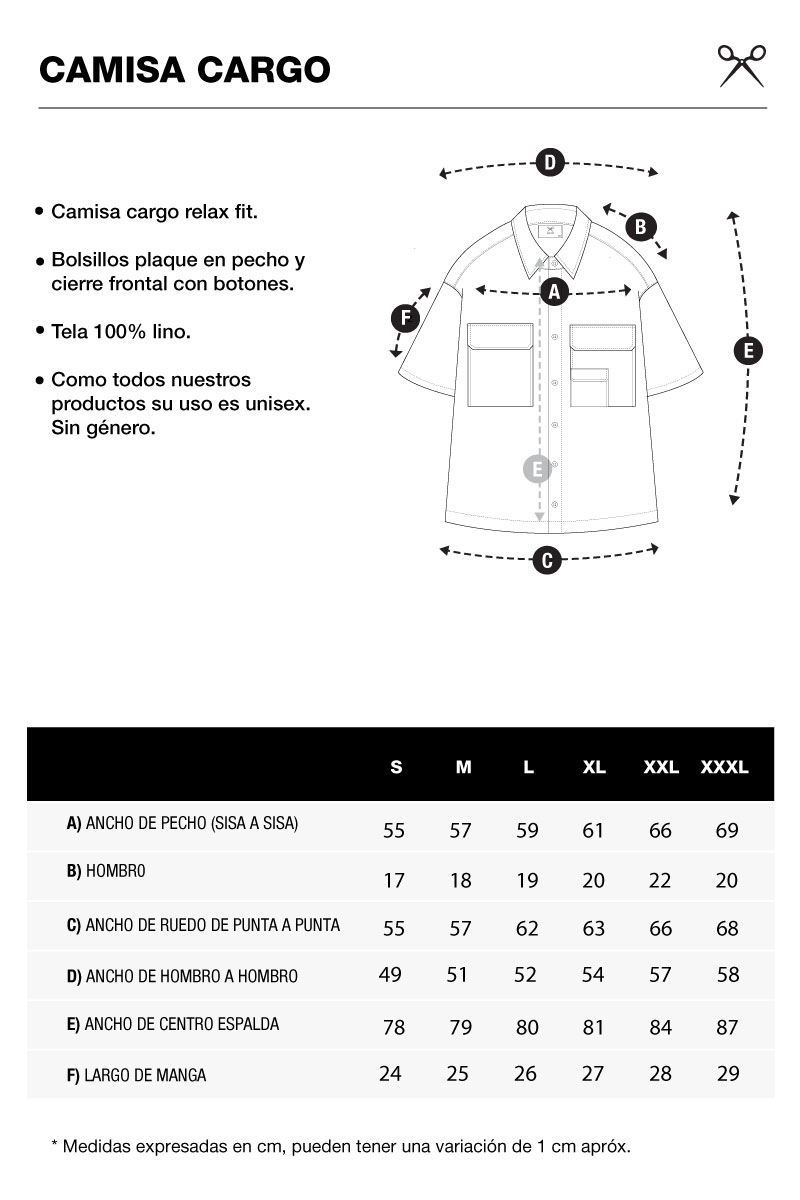 CAMISA CARGO
• Camisa cargo relax fit.
• Bolsillos plaque en pecho y
cierre frontal con botones.
• Tela 100% lino.
• Como todos nuestros
productos su uso es unisex.
Sin género.
D
B
A
F
E
E
C
S M L XL XXL XXXL
A) ANCHO DE PECHO (SISA A SISA) 55 57 59 61 66 69
B) HOMBR0 17 18 19 20 22 20
C) ANCHO DE RUEDO DE PUNTA A PUNTA 55 57 62 63 66 68
D) ANCHO DE HOMBRO A HOMBRO 49 51 52 54 57 58
E) ANCHO DE CENTRO ESPALDA 78 79 80 81 84 87
F) LARGO DE MANGA 24 25 26 27 28 29
* Medidas expresadas en cm, pueden tener una variación de 1 cm apróx.